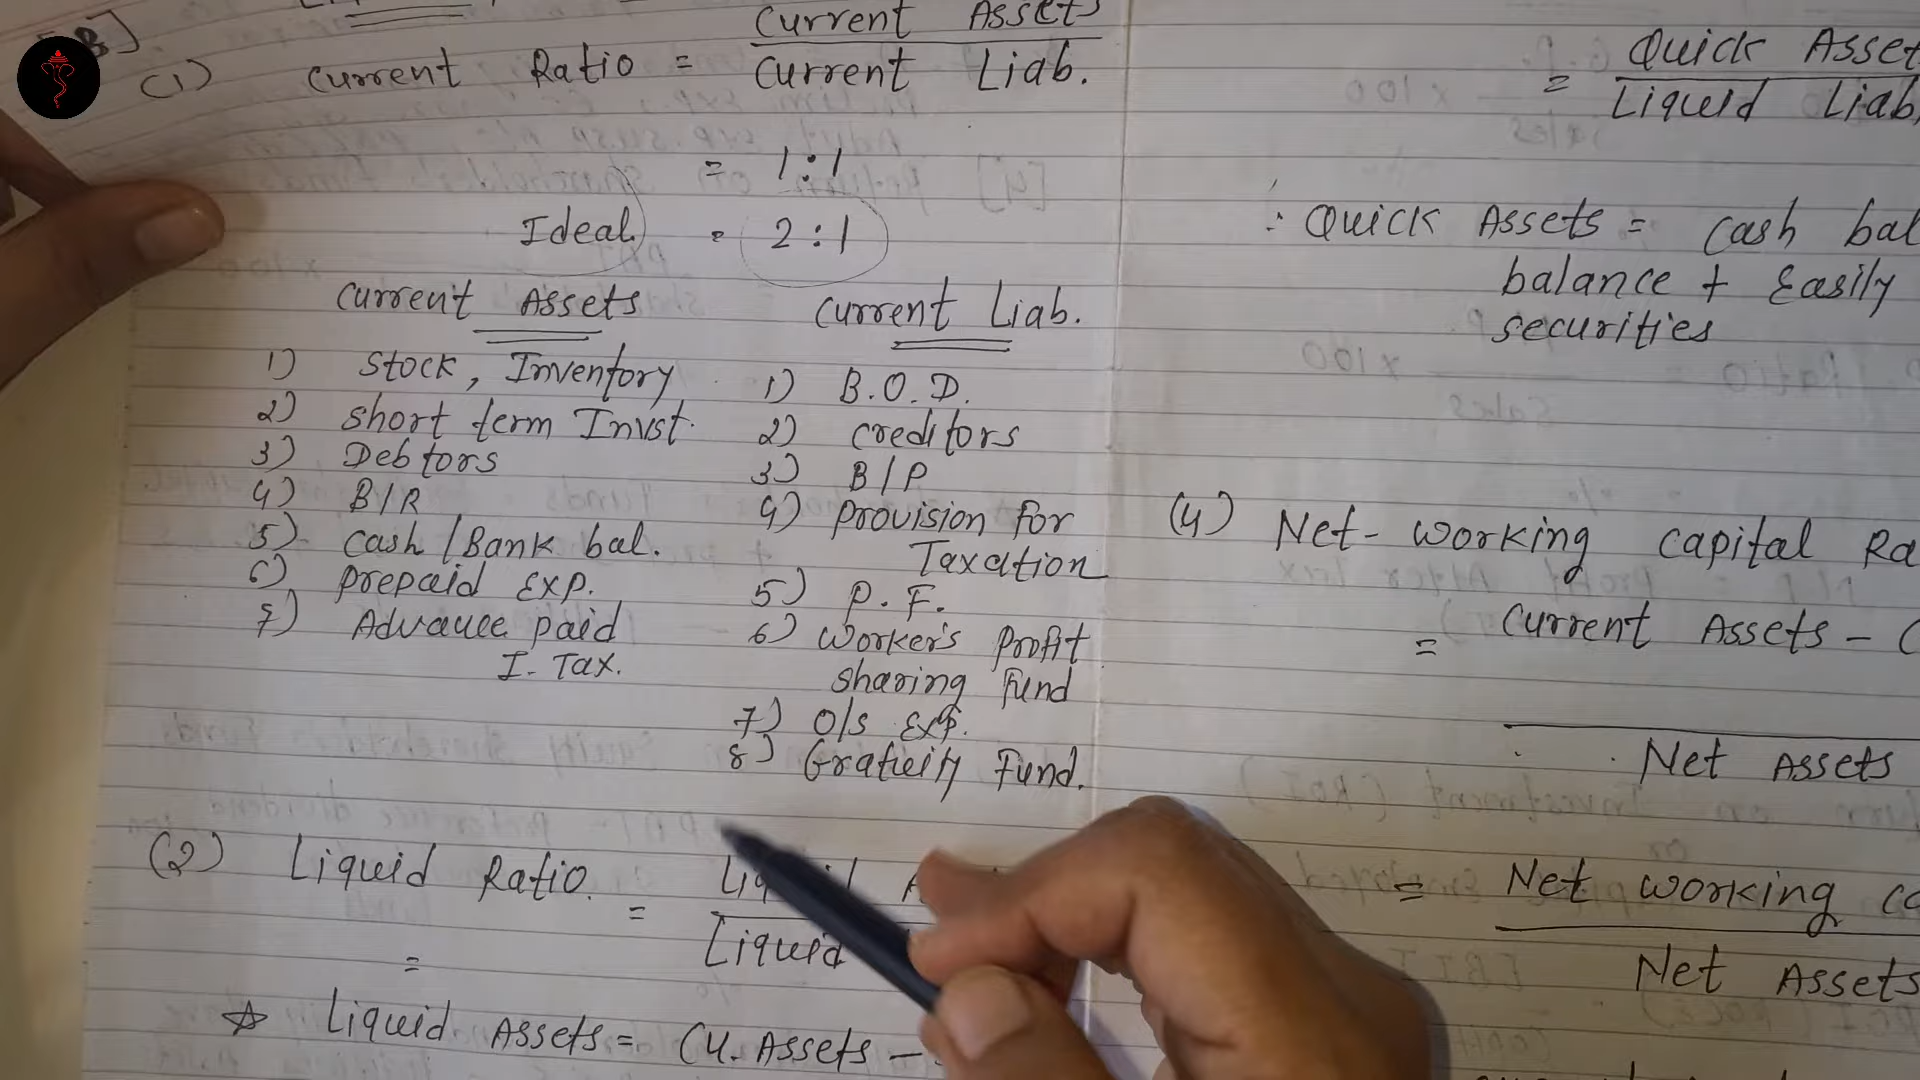 B]
(1) Current Ratio = Current Assets
Current Liab.
= 1:1
Ideal = 2:1
Current Assets
1) Stock, Inventory
2) Short term Invst.
3) Debtors
4) B/R
5) Cash/Bank bal.
6) Prepaid Exp.
7) Advance paid
I-Tax.
Current Liab.
1) B.O.D.
2) Creditors
3) B/P
4) Provision for
Taxation
5) P.F.
6) Worker's Profit
Sharing Fund
7) O/s Exp.
8) Fund.
(2) Liquid Ratio. =
Liquid
=
☆ Liquid Assets = Cu. Assets -
= Quick Asset
Liquid Liab
∴ Quick Assets = Cash bal
balance + Easily
securities
(4) Net-Working Capital Ra
= Current Assets - C
Net Assets
= Net Working Ca
Net Assets